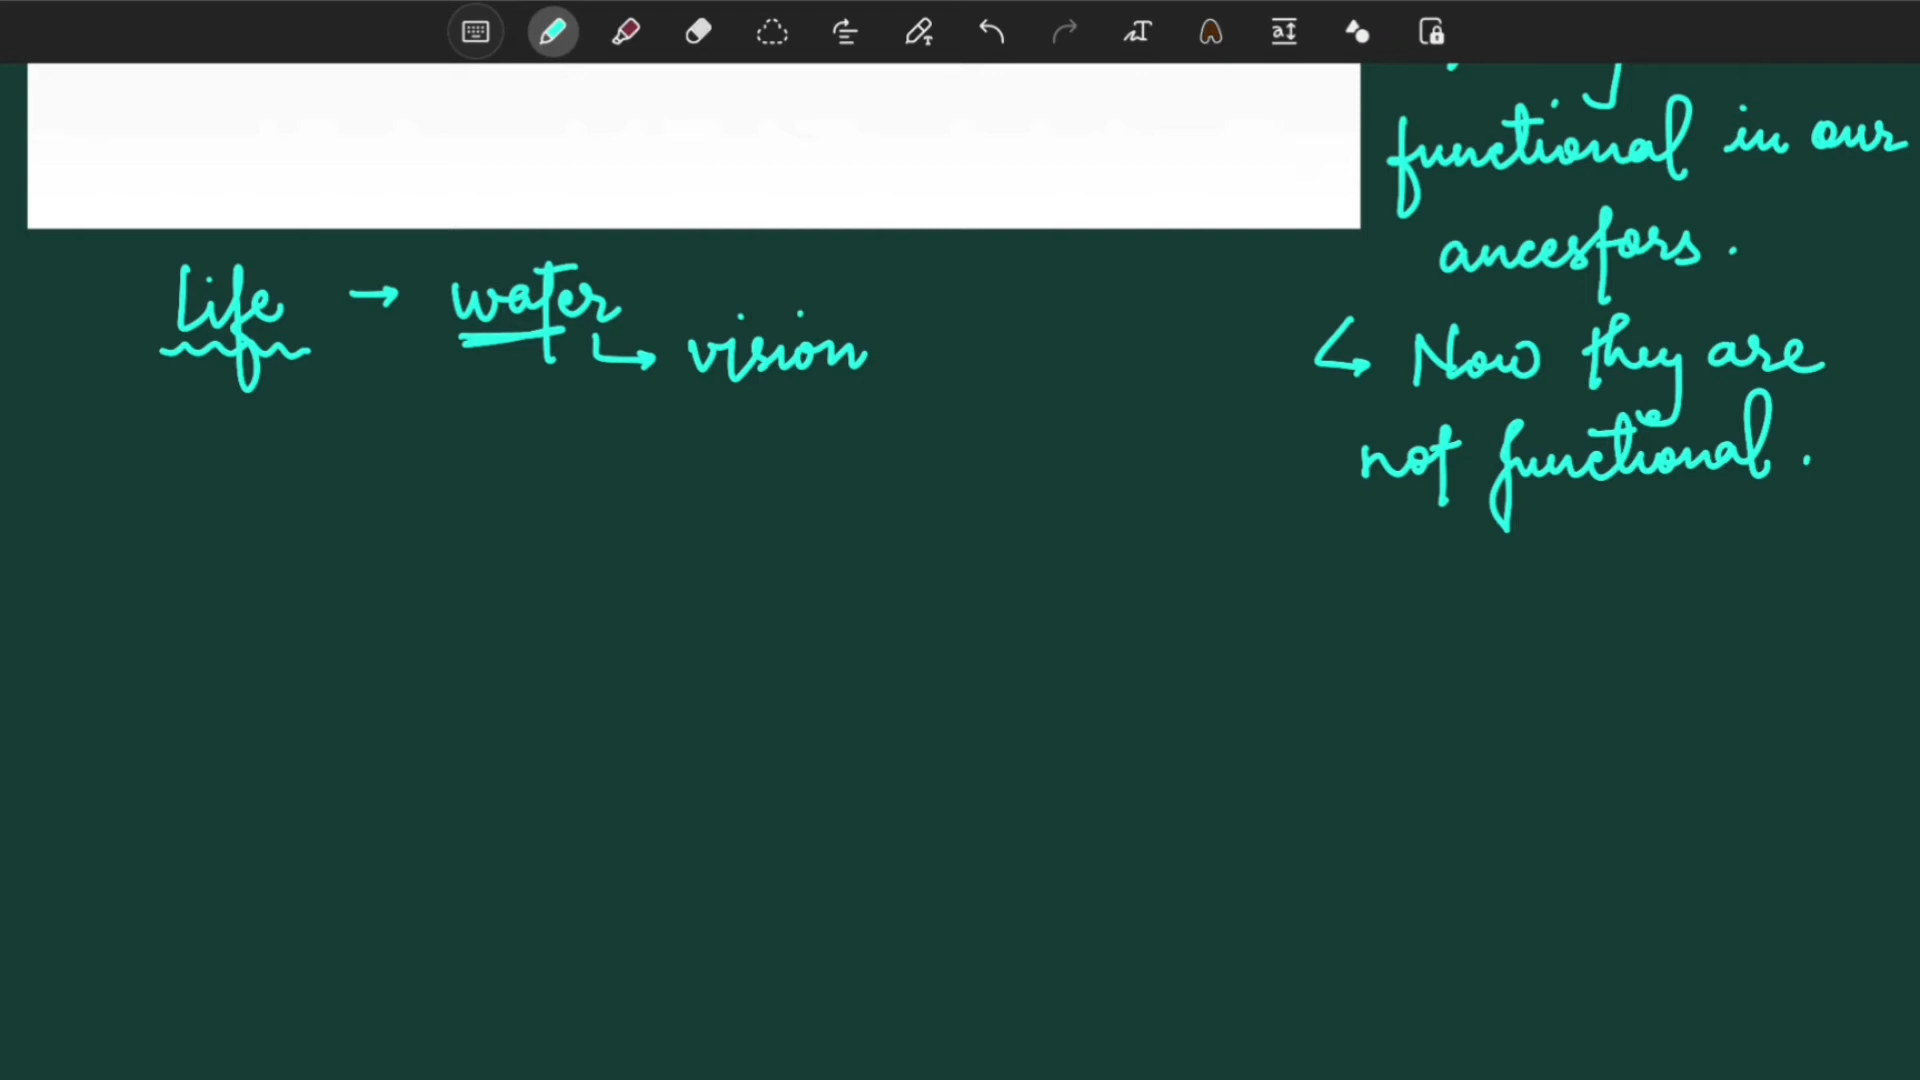 functional in our
ancestors.
↳ Now they are
not functional.
Life → water
↳ vision